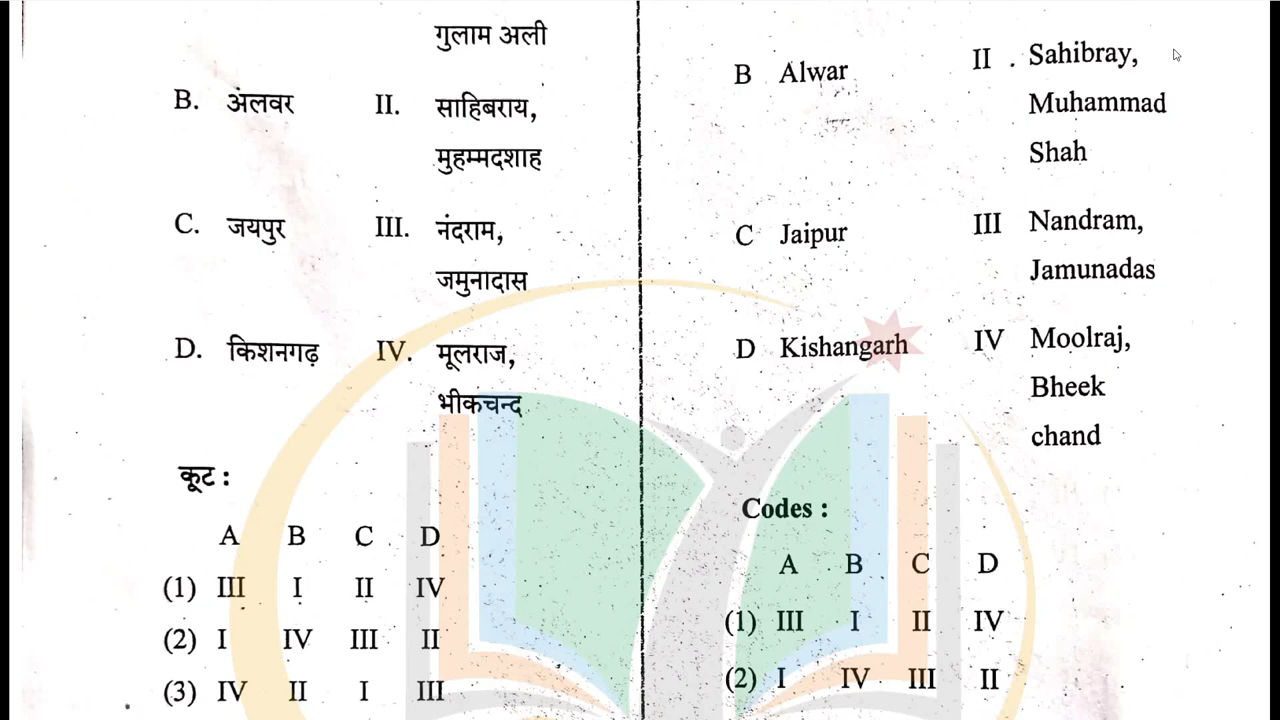 गुलाम अली
B. अलवर II. साहिबराय,
मुहम्मदशाह
C. जयपुर III. नंदराम,
जमुनादास
D. किशनगढ़ IV. मूलराज,
भीकचन्द
कूट :
A B C D
(1) III I II IV
(2) I IV III II
(3) IV II I III
B Alwar II . Sahibray,
Muhammad
Shah
C Jaipur III Nandram,
Jamunadas
D Kishangarh IV Moolraj,
Bheek
chand
Codes :
A B C D
(1) III I II IV
(2) I IV III II